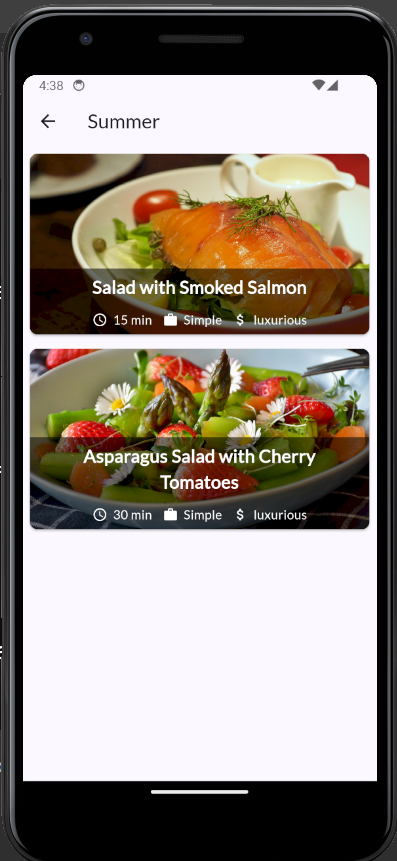 4:38
Summer
Salad with Smoked Salmon
15 min Simple $ luxurious
Asparagus Salad with Cherry
Tomatoes
30 min Simple $ luxurious